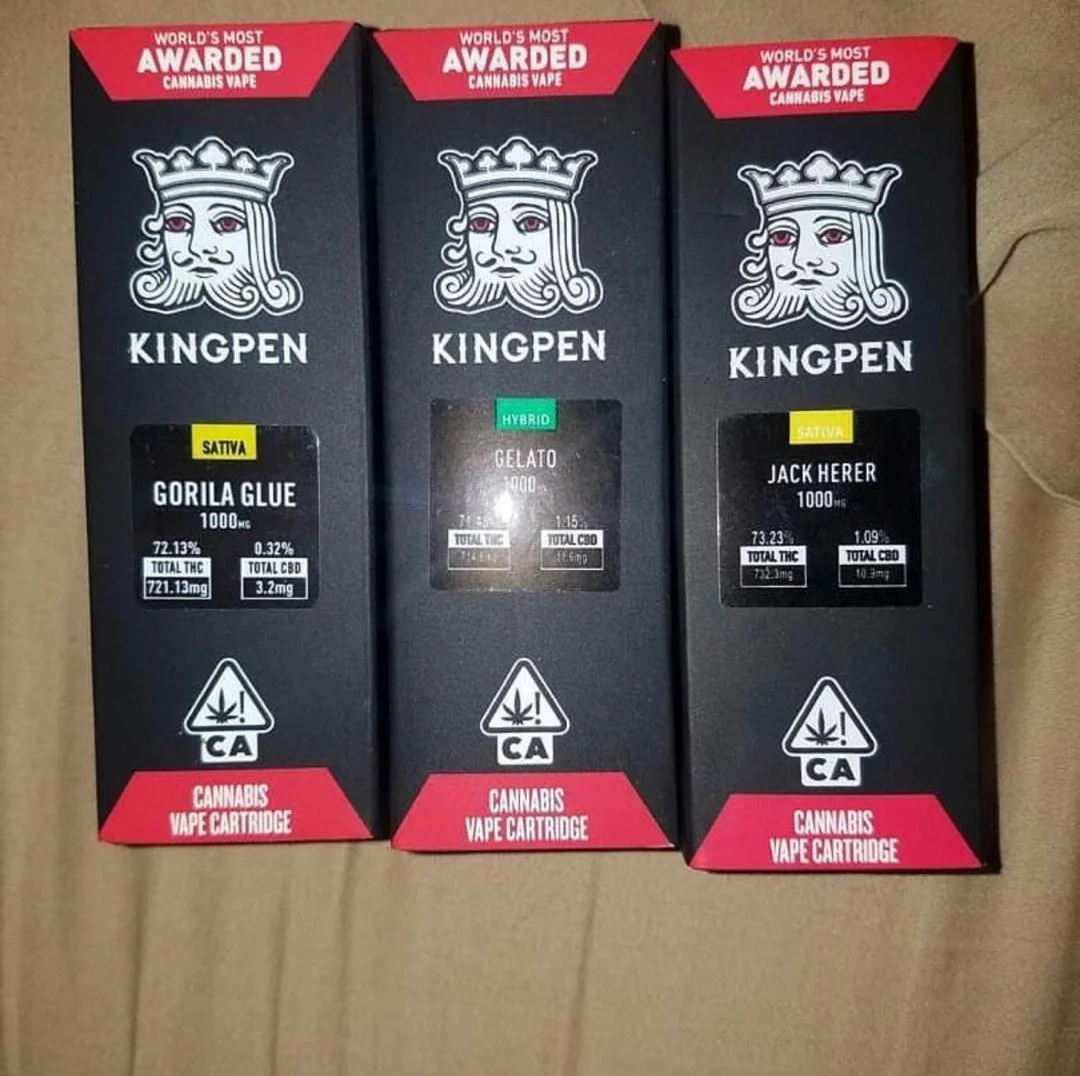 WORLD'S MOST
AWARDED
CANNABIS VAPE
KINGPEN
SATIVA
GORILA GLUE
1000MG
72.13% 0.32%
TOTAL THC TOTAL CBD
721.13mg 3.2mg
CA
CANNABIS
VAPE CARTRIDGE
WORLD'S MOST
AWARDED
CANNABIS VAPE
KINGPEN
HYBRID
GELATO
1000
1.15%
TOTAL THC TOTAL CBD
CA
CANNABIS
VAPE CARTRIDGE
WORLD'S MOST
AWARDED
CANNABIS VAPE
KINGPEN
SATIVA
JACK HERER
1000MG
73.23% 1.09%
TOTAL THC TOTAL CBD
732.3mg 10.9mg
CA
CANNABIS
VAPE CARTRIDGE